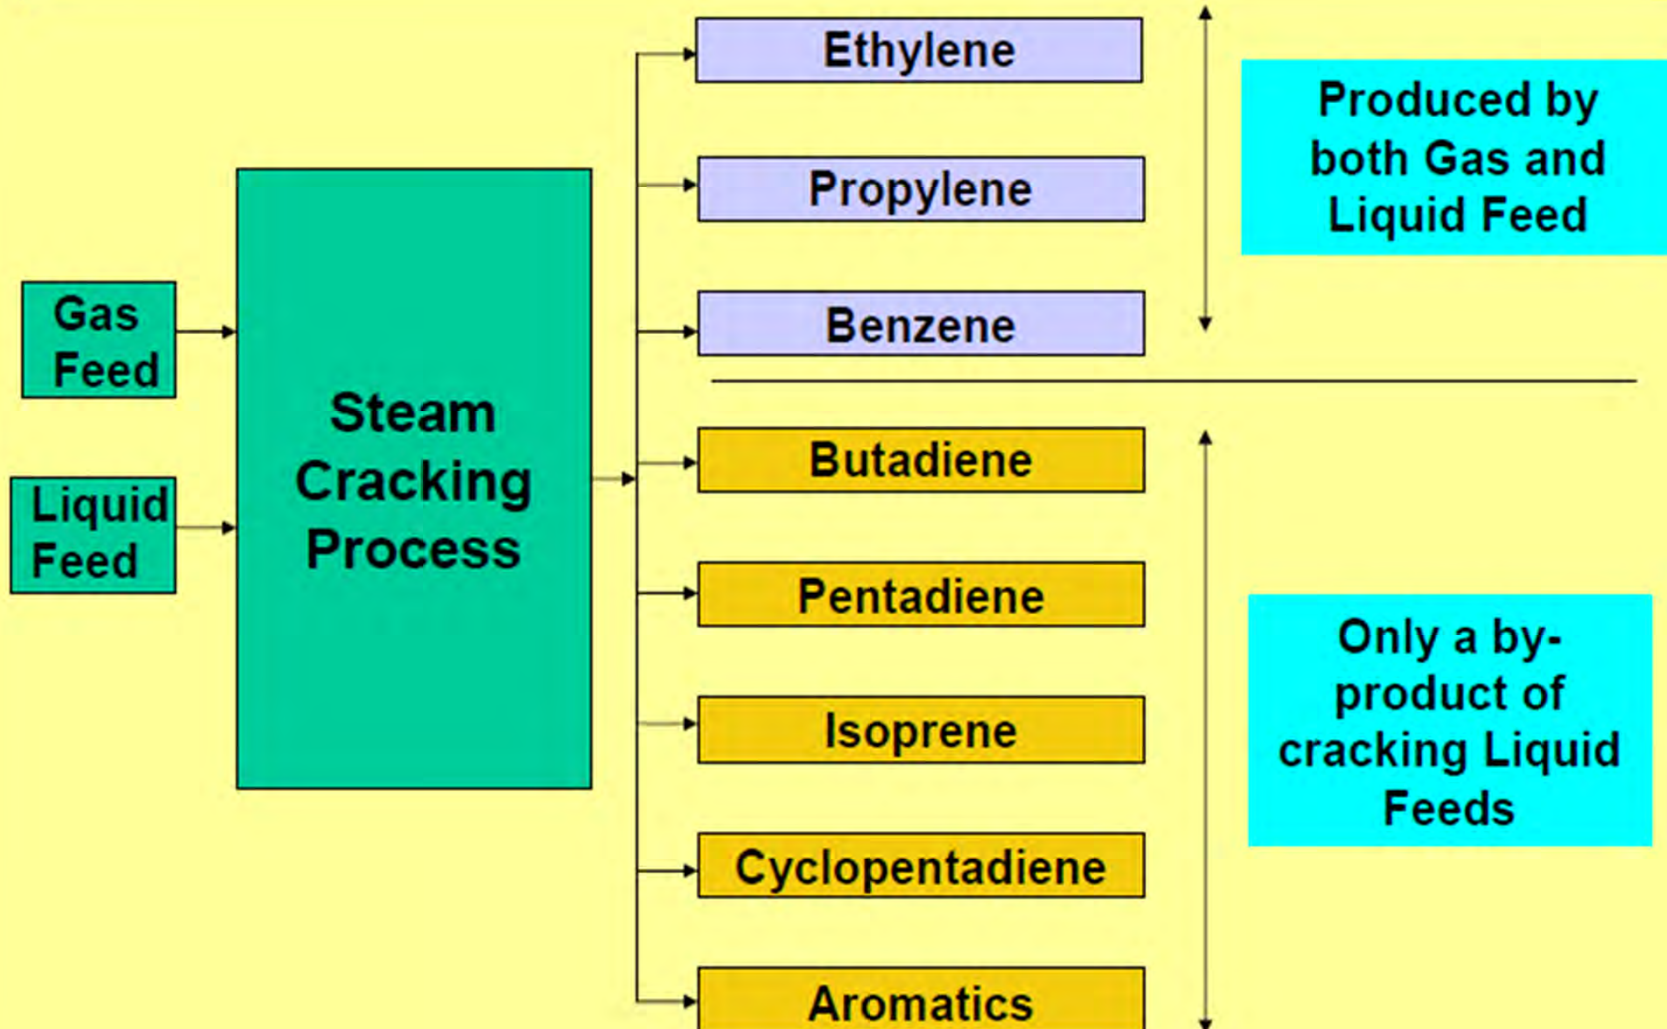 Gas
Feed
Liquid
Feed
Steam
Cracking
Process
Ethylene
Propylene
Benzene
Butadiene
Pentadiene
Isoprene
Cyclopentadiene
Aromatics
Produced by
both Gas and
Liquid Feed
Only a by-
product of
cracking Liquid
Feeds